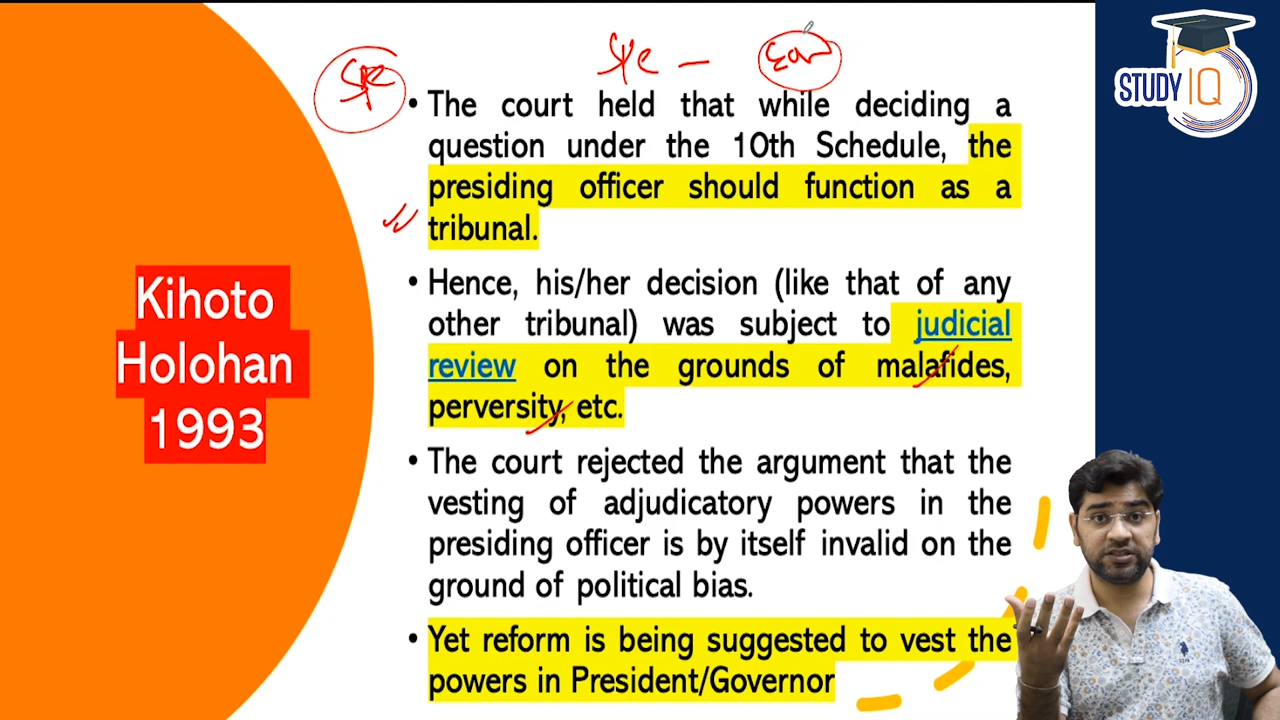 Kihoto
Holohan
1993
• The court held that while deciding a
question under the 10th Schedule, the
presiding officer should function as a
tribunal.
• Hence, his/her decision (like that of any
other tribunal) was subject to judicial
review on the grounds of malafides,
perversity, etc.
• The court rejected the argument that the
vesting of adjudicatory powers in the
presiding officer is by itself invalid on the
ground of political bias.
• Yet reform is being suggested to vest the
powers in President/Governor
STUDY IQ